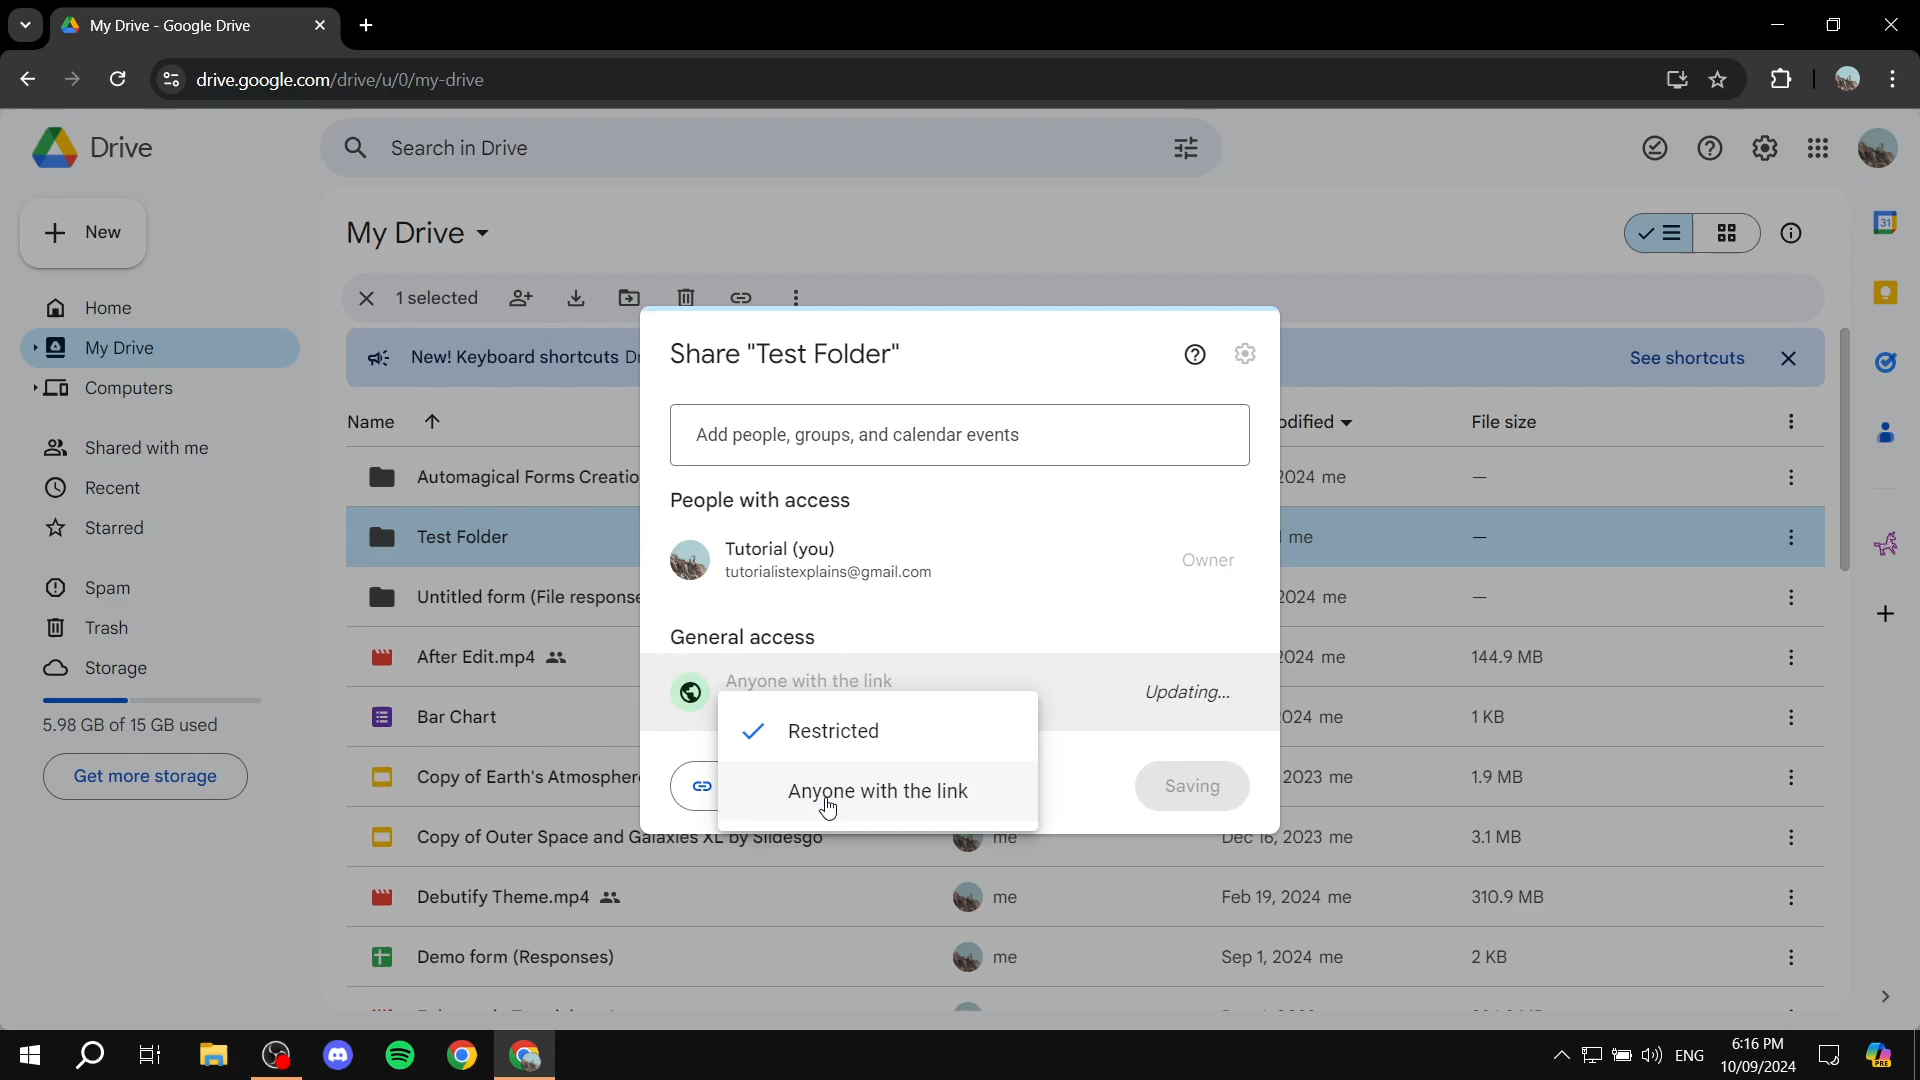 My Drive - Google Drive
drive.google.com/drive/u/0/my-drive
Drive
Search in Drive
New
My Drive
1 selected
Home
My Drive
Computers
Shared with me
Recent
Starred
Spam
Trash
Storage
5.98 GB of 15 GB used
Get more storage
New! Keyboard shortcuts
See shortcuts
Name
File size
Automagical Forms
2024 me
—
Test Folder
me
—
Untitled form (File
2024 me
—
After Edit.mp4
2024 me
144.9 MB
Bar Chart
2024 me
1 KB
Copy of Earth's
2023 me
1.9 MB
Copy of Outer Space and Galaxies XL by Slidesgo
me
Dec 16, 2023 me
3.1 MB
Debutify Theme.mp4
me
Feb 19, 2024 me
310.9 MB
Demo form (Responses)
me
Sep 1, 2024 me
2 KB
Share "Test Folder"
Add people, groups, and calendar events
People with access
Tutorial (you)
tutorialistexplains@gmail.com
Owner
General access
Anyone with the link
Updating...
Restricted
Anyone with the link
Saving
31
ENG
6:16 PM
10/09/2024
PRE